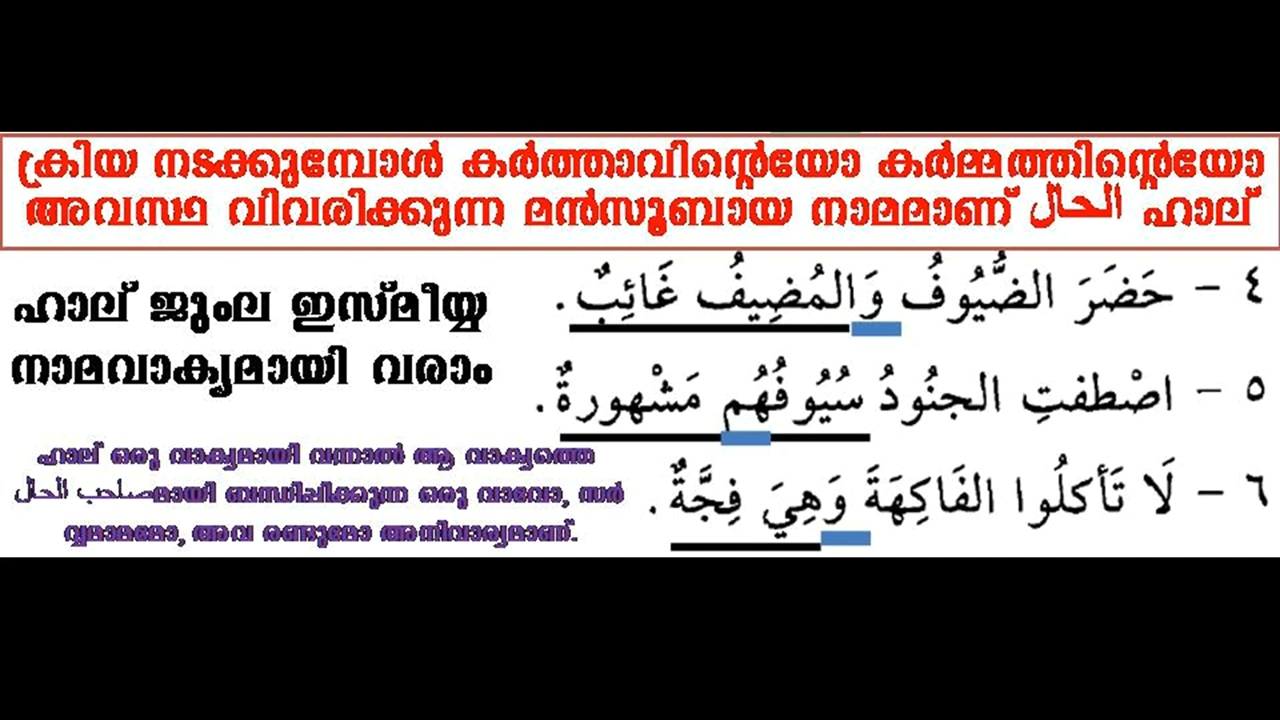 ക്രിയ നടക്കുമ്പോൾ കർത്താവിന്റെയോ കർമ്മത്തിന്റെയോ
അവസ്ഥ വിവരിക്കുന്ന മൻസൂബായ നാമമാണ് الحال ഹാല്
ഹാല് ജുംല ഇസ്മീയ്യ
നാമവാക്യമായി വരാം
ഹാല് ഒരു വാക്യമായി വന്നാൽ ആ വാക്യത്തെ
صاحب الحالമായി ബന്ധിപ്പിക്കുന്ന ഒരു വാവോ, സർ
വ്വമാമമോ, അവ രണ്ടുമോ അനിവാര്യമാണ്.
٤ - حَضَرَ الضُّيُوفُ وَالمُضِيفُ غَائِبٌ .
٥ - اصْطفتِ الجنُودُ سُيُوفُهُم مَشْهورةٌ .
٦ - لَا تَأكلُوا الفَاكِهَةَ وَهِيَ فِجَّةٌ .